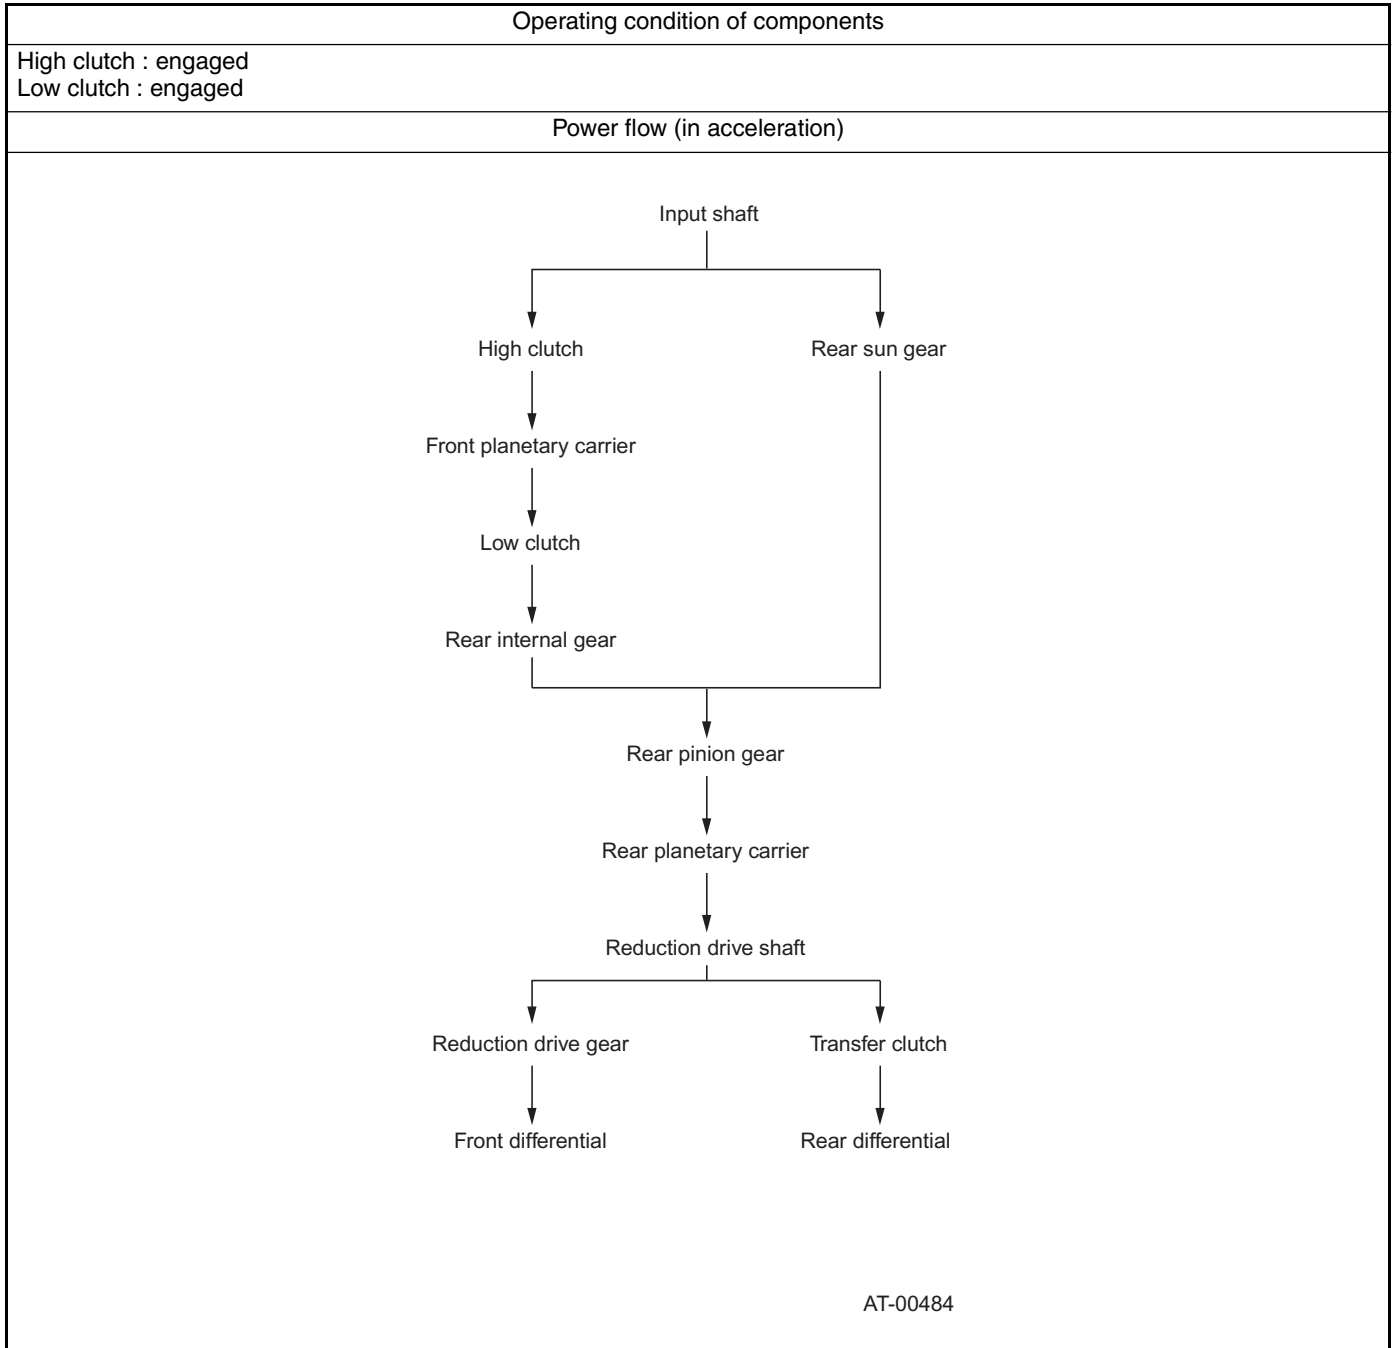 Operating condition of components
High clutch : engaged
Low clutch : engaged
Power flow (in acceleration)
Input shaft
High clutch
Rear sun gear
Front planetary carrier
Low clutch
Rear internal gear
Rear pinion gear
Rear planetary carrier
Reduction drive shaft
Reduction drive gear
Transfer clutch
Front differential
Rear differential
AT-00484